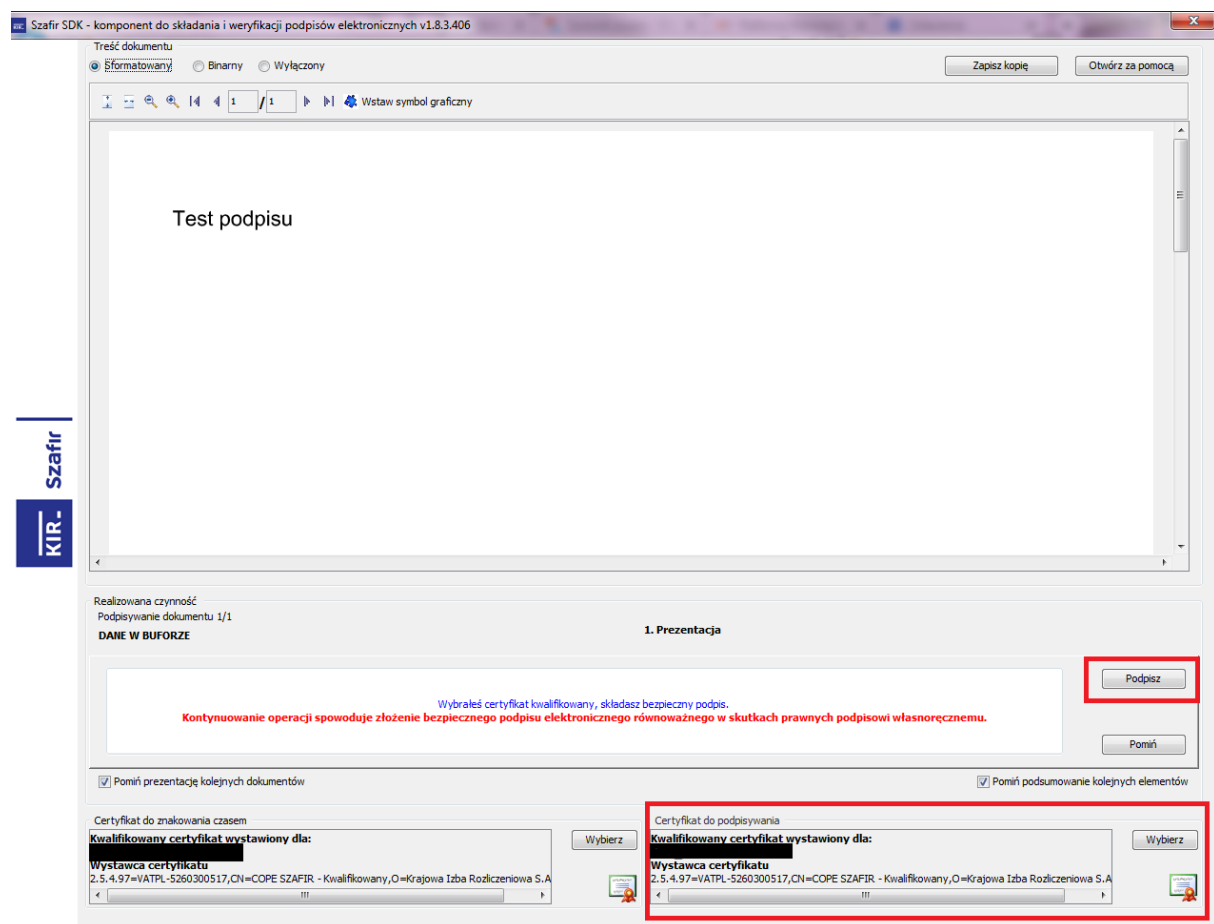 Szafir SDK - komponent do składania i weryfikacji podpisów elektronicznych v1.8.3.406
Treść dokumentu
Sformatowany Binarny Wyłączony Zapisz kopię Otwórz za pomocą
1 / 1 Wstaw symbol graficzny
Test podpisu
KIR. Szafir
Realizowana czynność
Podpisywanie dokumentu 1/1
DANE W BUFORZE
1. Prezentacja
Wybrałeś certyfikat kwalifikowany, składasz bezpieczny podpis.
Kontynuowanie operacji spowoduje złożenie bezpiecznego podpisu elektronicznego równoważnego w skutkach prawnych podpisowi własnoręcznemu.
Podpisz
Pomiń
Pomiń prezentację kolejnych dokumentów
Pomiń podsumowanie kolejnych elementów
Certyfikat do znakowania czasem
Kwalifikowany certyfikat wystawiony dla:
Wystawca certyfikatu
2.5.4.97=VATPL-5260300517,CN=COPE SZAFIR - Kwalifikowany,O=Krajowa Izba Rozliczeniowa S.A
Wybierz
Certyfikat do podpisywania
Kwalifikowany certyfikat wystawiony dla:
Wystawca certyfikatu
2.5.4.97=VATPL-5260300517,CN=COPE SZAFIR - Kwalifikowany,O=Krajowa Izba Rozliczeniowa S.A
Wybierz